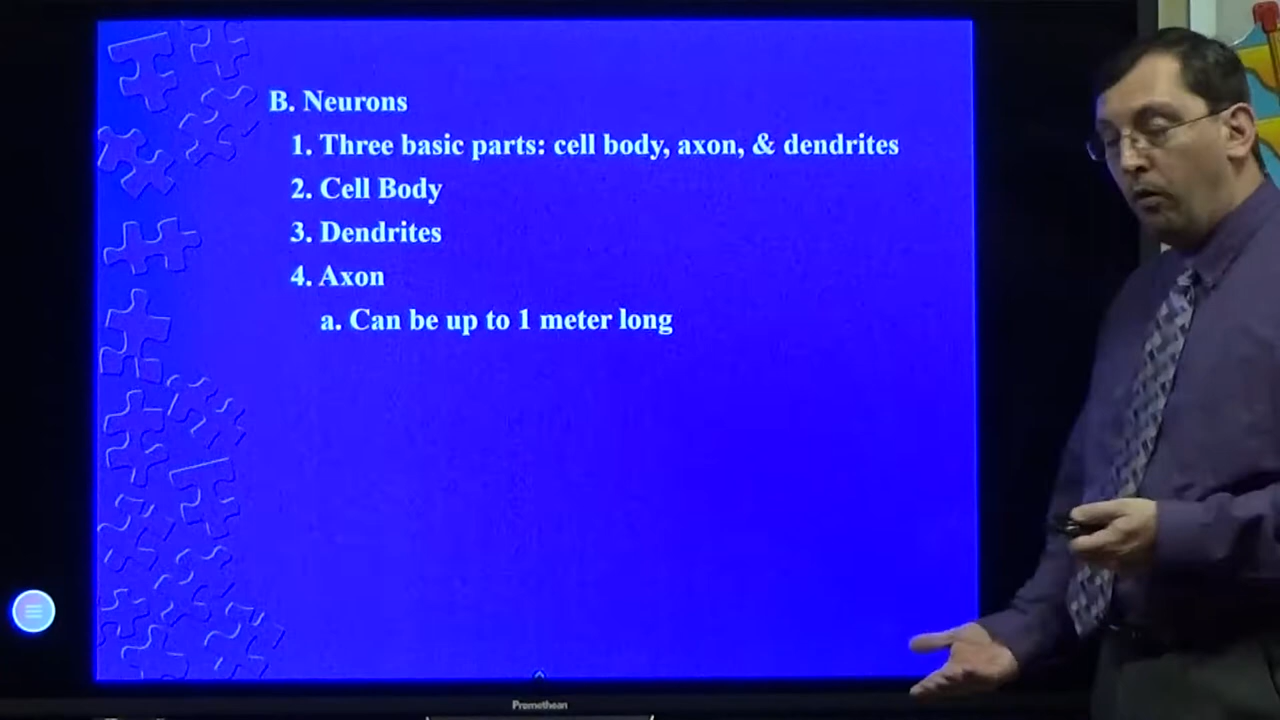 B. Neurons
1. Three basic parts: cell body, axon, & dendrites
2. Cell Body
3. Dendrites
4. Axon
a. Can be up to 1 meter long
Promethean